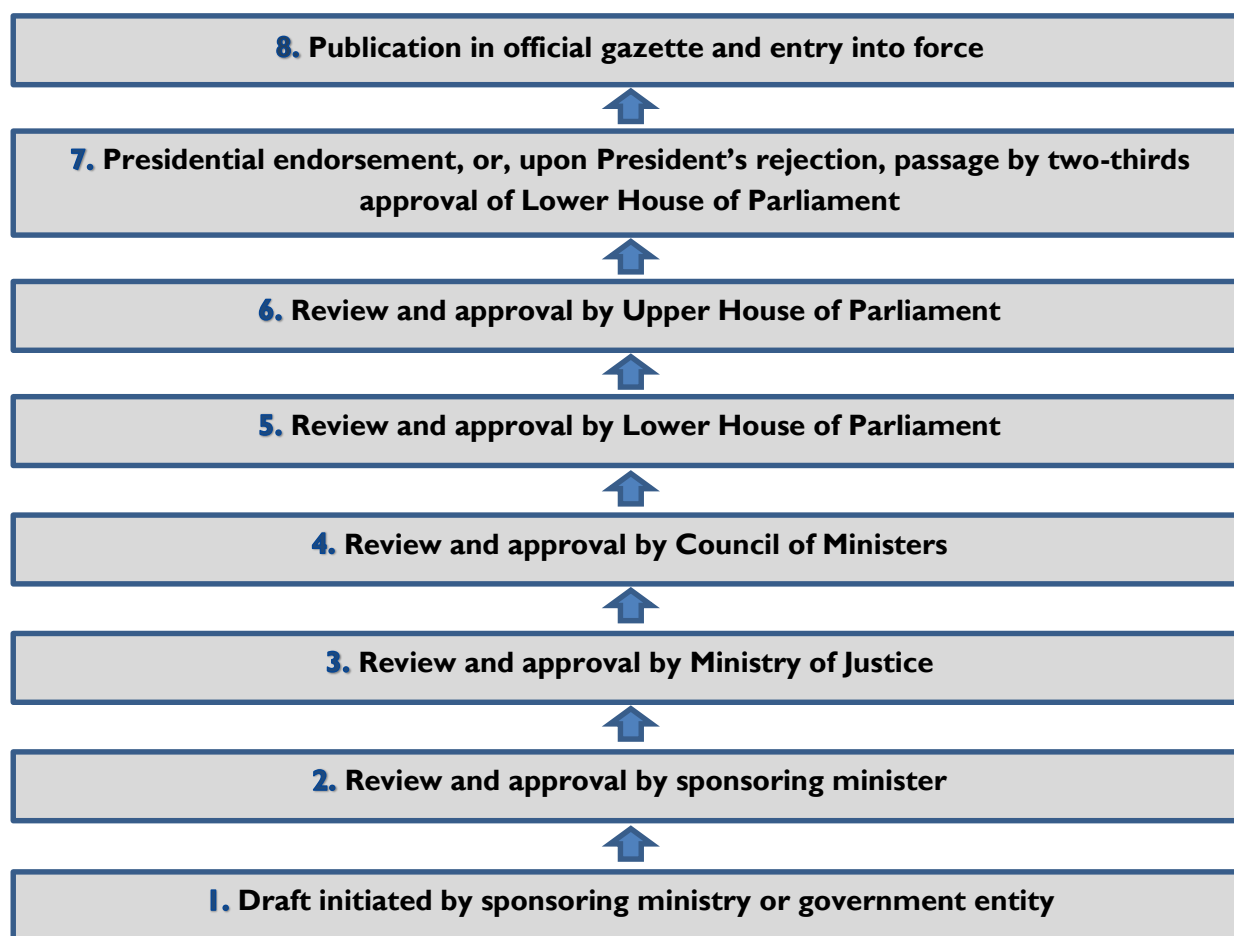 8. Publication in official gazette and entry into force
7. Presidential endorsement, or, upon President’s rejection, passage by two-thirds
approval of Lower House of Parliament
6. Review and approval by Upper House of Parliament
5. Review and approval by Lower House of Parliament
4. Review and approval by Council of Ministers
3. Review and approval by Ministry of Justice
2. Review and approval by sponsoring minister
1. Draft initiated by sponsoring ministry or government entity